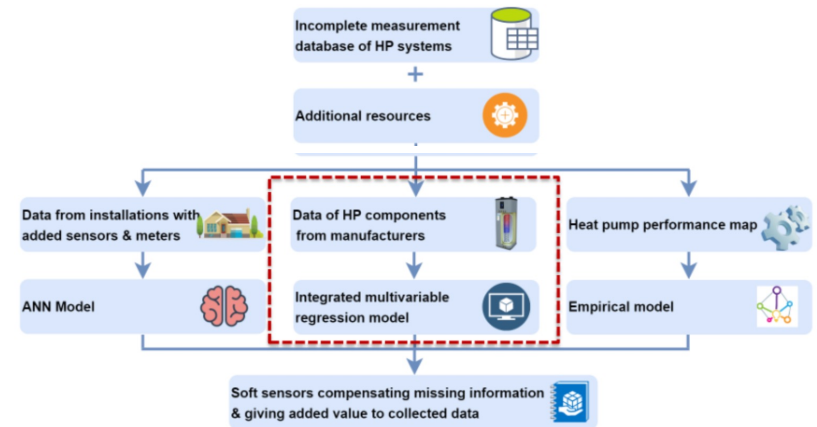 Incomplete measurement
database of HP systems
+
Additional resources
Data from installations with
added sensors & meters
Data of HP components
from manufacturers
Heat pump performance map
ANN Model
Integrated multivariable
regression model
Empirical model
Soft sensors compensating missing information
& giving added value to collected data